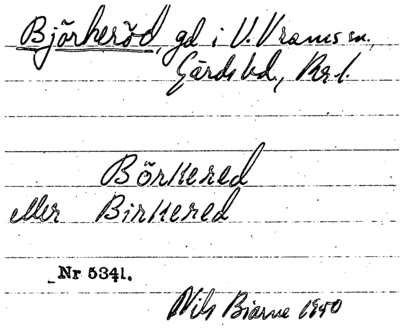 Björkeröd, gd i V. Vrams sn.,
Gärds hd., Kr. l.
Börkered
eller Birkered
Nr 5341.
Nils Bjarne 1950